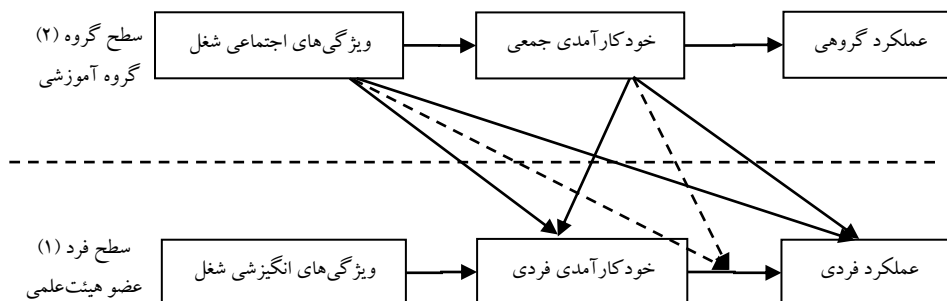 سطح گروه (۲)
گروه آموزشی
ویژگی‌های اجتماعی شغل
خودکارآمدی جمعی
عملکرد گروهی
سطح فرد (۱)
عضو هیئت‌علمی
ویژگی‌های انگیزشی شغل
خودکارآمدی فردی
عملکرد فردی